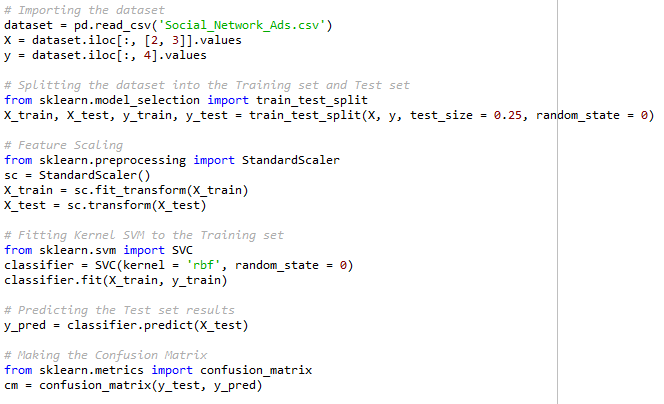 # Importing the dataset
dataset = pd.read_csv('Social_Network_Ads.csv')
X = dataset.iloc[:, [2, 3]].values
y = dataset.iloc[:, 4].values
# Splitting the dataset into the Training set and Test set
from sklearn.model_selection import train_test_split
X_train, X_test, y_train, y_test = train_test_split(X, y, test_size = 0.25, random_state = 0)
# Feature Scaling
from sklearn.preprocessing import StandardScaler
sc = StandardScaler()
X_train = sc.fit_transform(X_train)
X_test = sc.transform(X_test)
# Fitting Kernel SVM to the Training set
from sklearn.svm import SVC
classifier = SVC(kernel = 'rbf', random_state = 0)
classifier.fit(X_train, y_train)
# Predicting the Test set results
y_pred = classifier.predict(X_test)
# Making the Confusion Matrix
from sklearn.metrics import confusion_matrix
cm = confusion_matrix(y_test, y_pred)